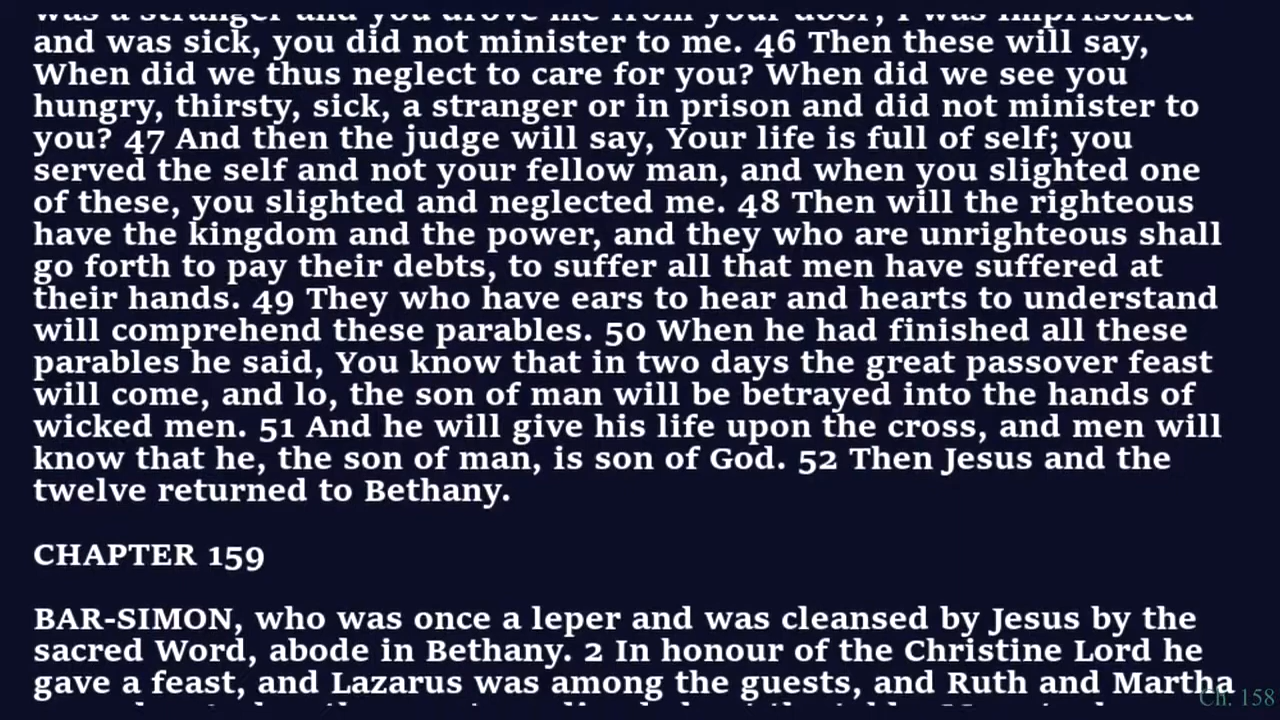 was a stranger and you drove me from your door; I was imprisoned
and was sick, you did not minister to me. 46 Then these will say,
When did we thus neglect to care for you? When did we see you
hungry, thirsty, sick, a stranger or in prison and did not minister to
you? 47 And then the judge will say, Your life is full of self; you
served the self and not your fellow man, and when you slighted one
of these, you slighted and neglected me. 48 Then will the righteous
have the kingdom and the power, and they who are unrighteous shall
go forth to pay their debts, to suffer all that men have suffered at
their hands. 49 They who have ears to hear and hearts to understand
will comprehend these parables. 50 When he had finished all these
parables he said, You know that in two days the great passover feast
will come, and lo, the son of man will be betrayed into the hands of
wicked men. 51 And he will give his life upon the cross, and men will
know that he, the son of man, is son of God. 52 Then Jesus and the
twelve returned to Bethany.
CHAPTER 159
BAR-SIMON, who was once a leper and was cleansed by Jesus by the
sacred Word, abode in Bethany. 2 In honour of the Christine Lord he
gave a feast, and Lazarus was among the guests, and Ruth and Martha
Ch. 158